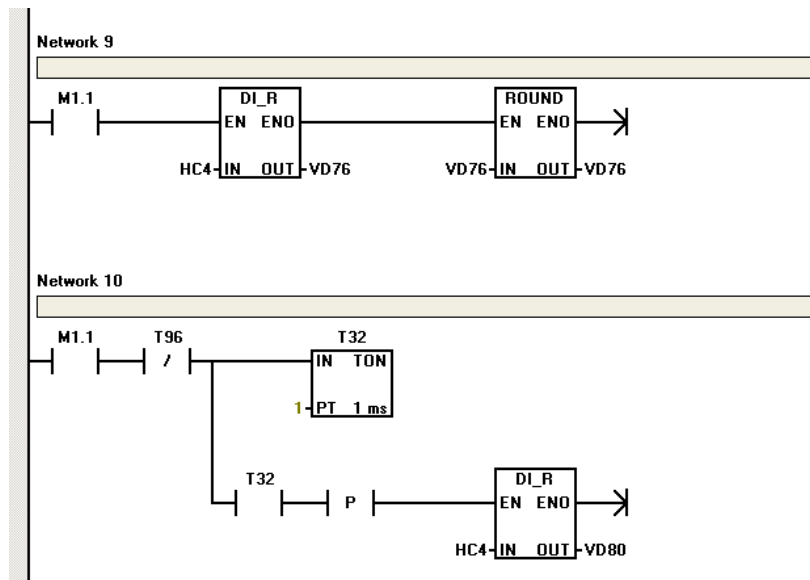 Network 9
M1.1 DI_R ROUND
EN ENO EN ENO
HC4 IN OUT VD76 VD76 IN OUT VD76
Network 10
M1.1 T96 T32
/ IN TON
1 PT 1 ms
T32 DI_R
P EN ENO
HC4 IN OUT VD80